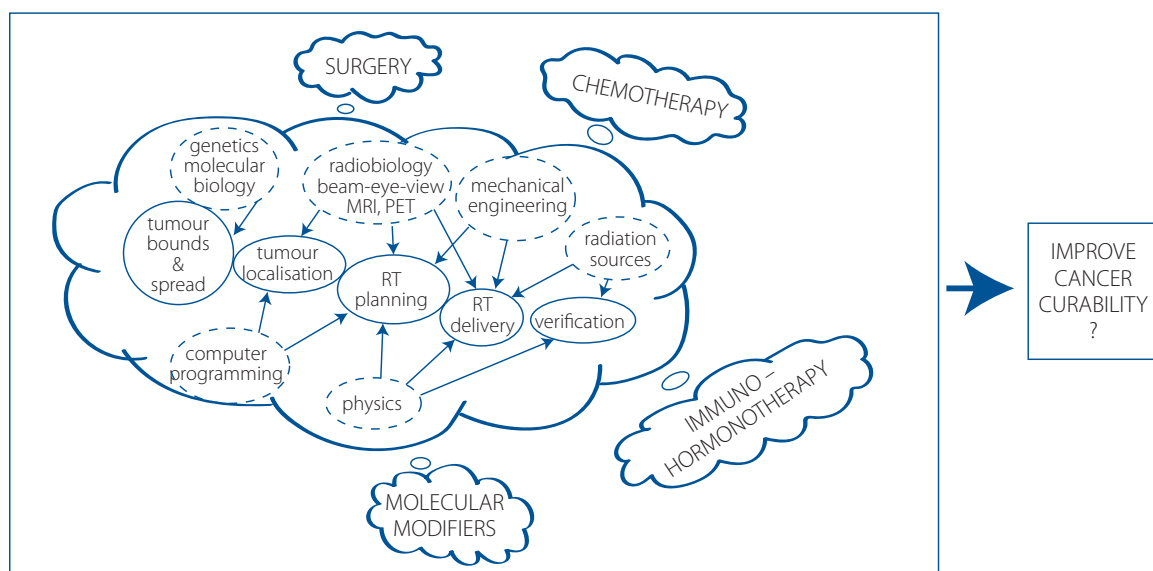 SURGERY
CHEMOTHERAPY
genetics
molecular
biology
radiobiology
beam-eye-view
MRI, PET
mechanical
engineering
radiation
sources
tumour
bounds
&
spread
tumour
localisation
RT
planning
RT
delivery
verification
computer
programming
physics
IMMUNO –
HORMONOTHERAPY
MOLECULAR
MODIFIERS
IMPROVE
CANCER
CURABILITY
?